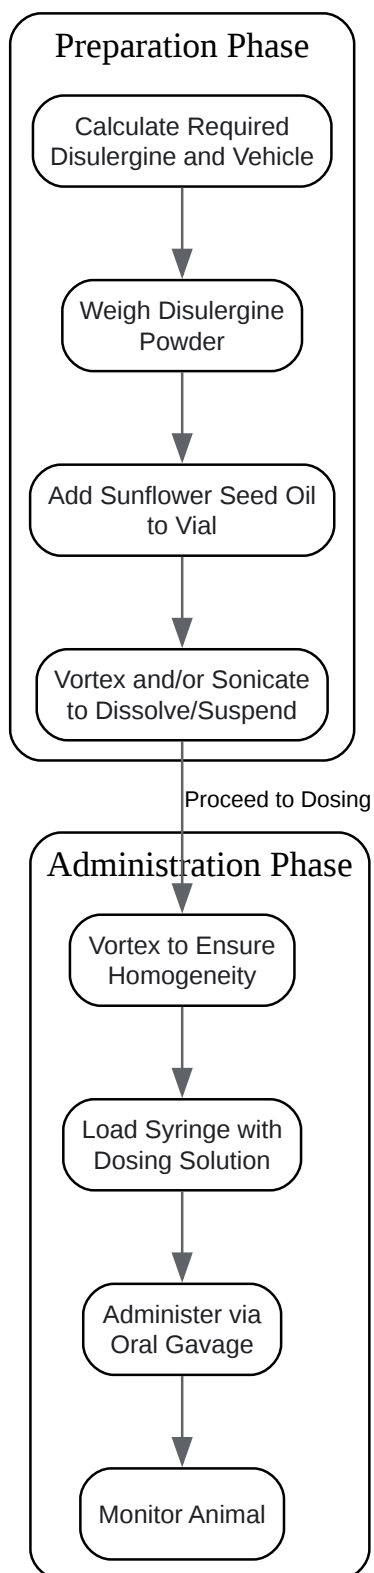 Preparation Phase
Calculate Required
Disulergine and Vehicle
Weigh Disulergine
Powder
Add Sunflower Seed Oil
to Vial
Vortex and/or Sonicate
to Dissolve/Suspend
Proceed to Dosing
Administration Phase
Vortex to Ensure
Homogeneity
Load Syringe with
Dosing Solution
Administer via
Oral Gavage
Monitor Animal